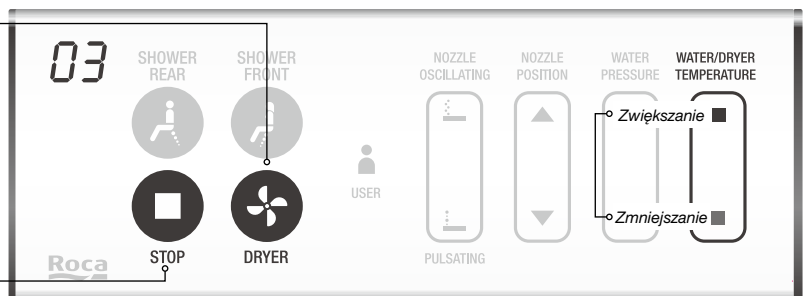 03
SHOWER
REAR
SHOWER
FRONT
NOZZLE
OSCILLATING
NOZZLE
POSITION
WATER
PRESSURE
WATER/DRYER
TEMPERATURE
Zwiększanie
USER
Zmniejszanie
STOP
DRYER
PULSATING
Roca